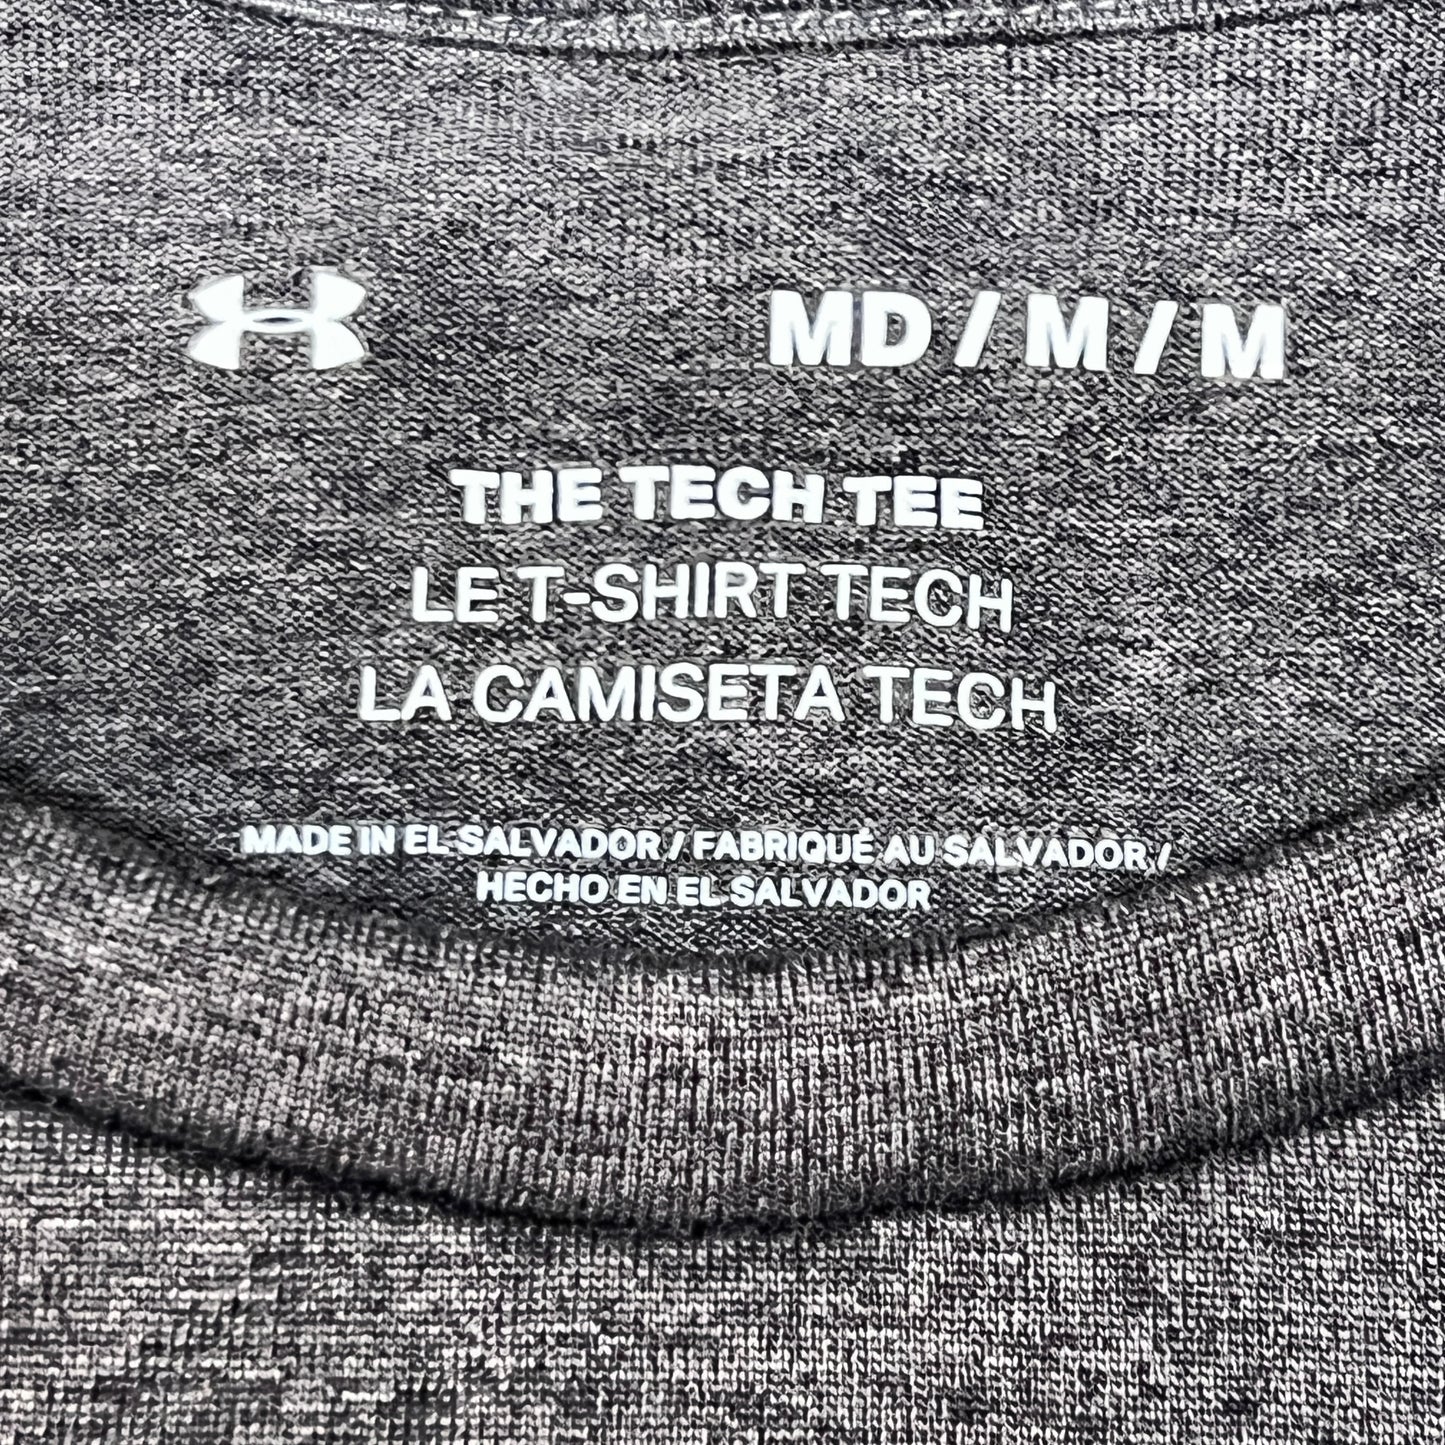 MD / M / M
THE TECH TEE
LE T-SHIRT TECH
LA CAMISETA TECH
MADE IN EL SALVADOR / FABRIQUÉ AU SALVADOR /
HECHO EN EL SALVADOR